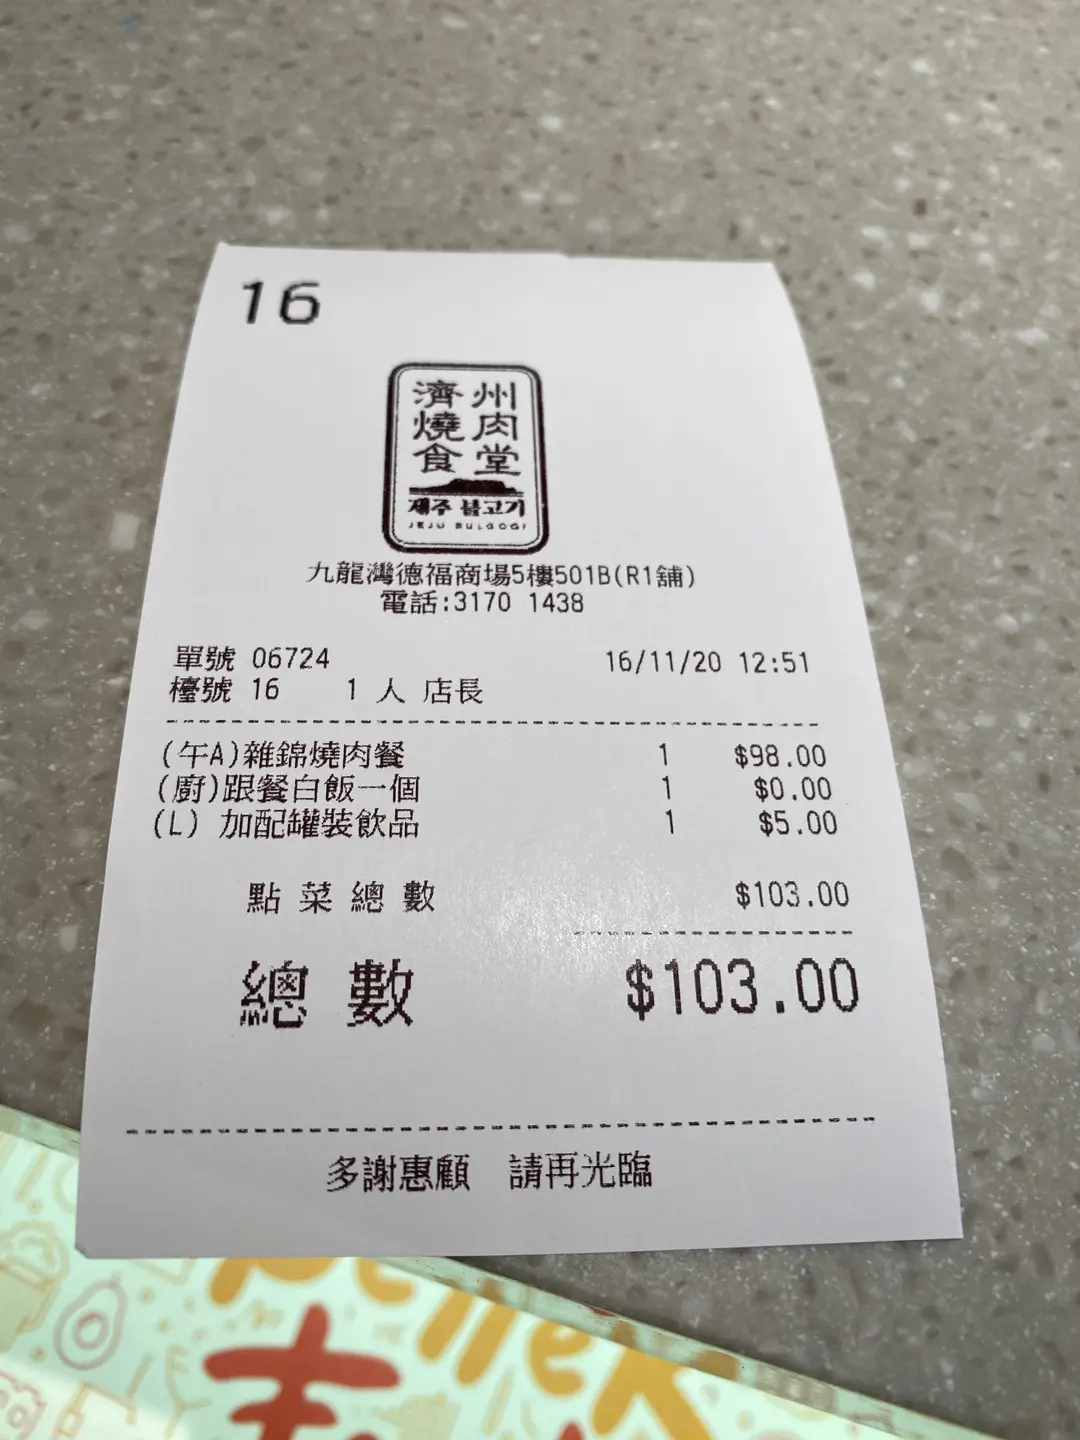 16
濟州
燒肉
食堂
제주 불고기
JEJU BULGOGI
九龍灣德福商場5樓501B(R1舖)
電話:3170 1438
單號 06724 16/11/20 12:51
檯號 16 1 人 店長
(午A)雜錦燒肉餐 1 $98.00
(廚)跟餐白飯一個 1 $0.00
(L) 加配罐裝飲品 1 $5.00
點菜總數 $103.00
總數 $103.00
多謝惠顧 請再光臨